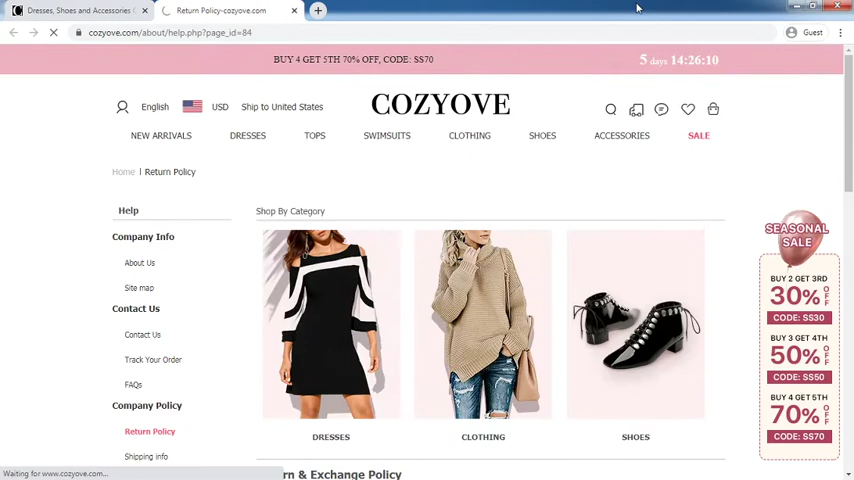 Dresses, Shoes and Accessories
Return Policy-cozyove.com
cozyove.com/about/help.php?page_id=84
Guest
BUY 4 GET 5TH 70% OFF, CODE: SS70
5 days 14:26:10
English
USD
Ship to United States
COZYOVE
NEW ARRIVALS
DRESSES
TOPS
SWIMSUITS
CLOTHING
SHOES
ACCESSORIES
SALE
Home | Return Policy
Help
Company Info
About Us
Site map
Contact Us
Contact Us
Track Your Order
FAQs
Company Policy
Return Policy
Shipping info
Shop By Category
DRESSES
CLOTHING
SHOES
rn & Exchange Policy
SEASONAL
SALE
BUY 2 GET 3RD
30% OFF
CODE: SS30
BUY 3 GET 4TH
50% OFF
CODE: SS50
BUY 4 GET 5TH
70% OFF
CODE: SS70
Waiting for www.cozyove.com...